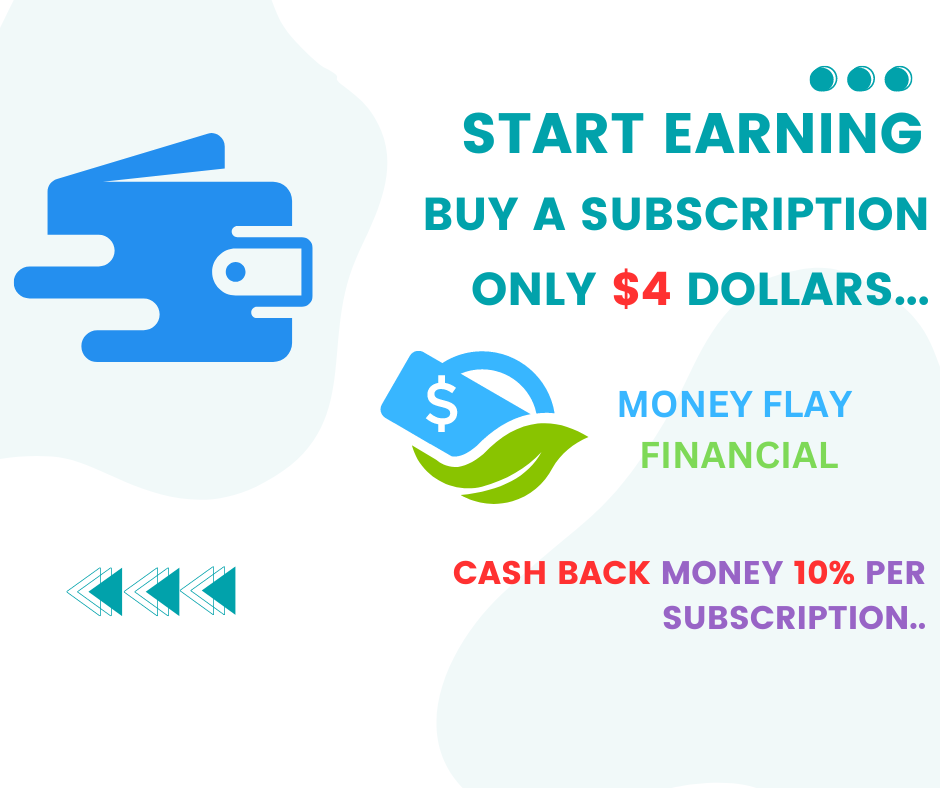 START EARNING
BUY A SUBSCRIPTION
ONLY $4 DOLLARS...
$
MONEY FLAY
FINANCIAL
CASH BACK MONEY 10% PER
SUBSCRIPTION..